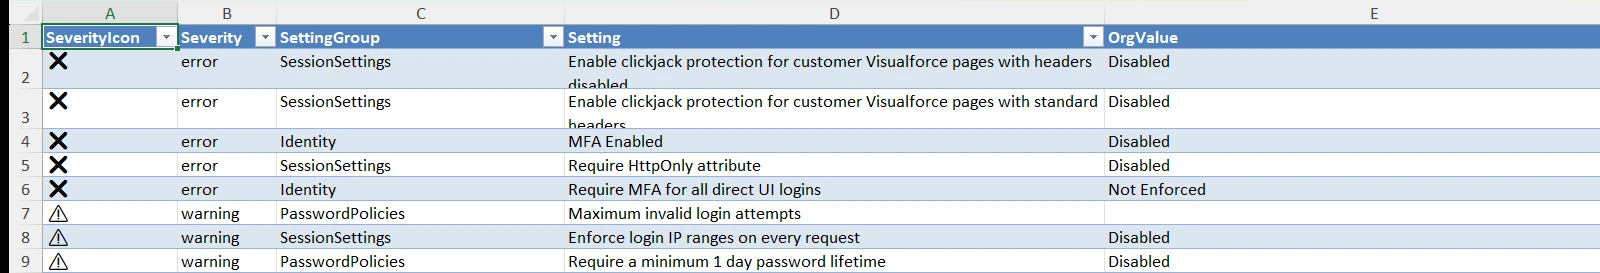 A B C D E
1 SeverityIcon Severity SettingGroup Setting OrgValue
2 error SessionSettings Enable clickjack protection for customer Visualforce pages with headers Disabled
disabled
3 error SessionSettings Enable clickjack protection for customer Visualforce pages with standard Disabled
headers
4 error Identity MFA Enabled Disabled
5 error SessionSettings Require HttpOnly attribute Disabled
6 error Identity Require MFA for all direct UI logins Not Enforced
7 warning PasswordPolicies Maximum invalid login attempts
8 warning SessionSettings Enforce login IP ranges on every request Disabled
9 warning PasswordPolicies Require a minimum 1 day password lifetime Disabled